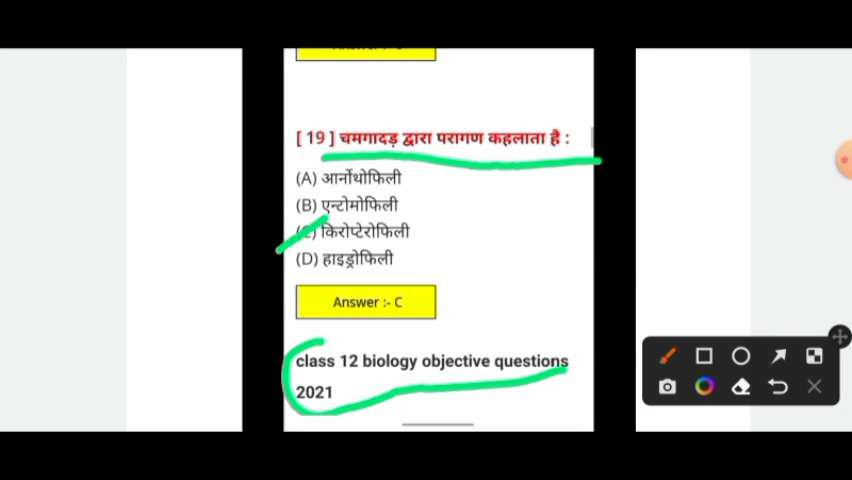 [ 19 ] चमगादड़ द्वारा परागण कहलाता है :
(A) आर्नोथोफिली
(B) एन्टोमोफिली
(C) किरोप्टेरोफिली
(D) हाइड्रोफिली
Answer :- C
class 12 biology objective questions
2021